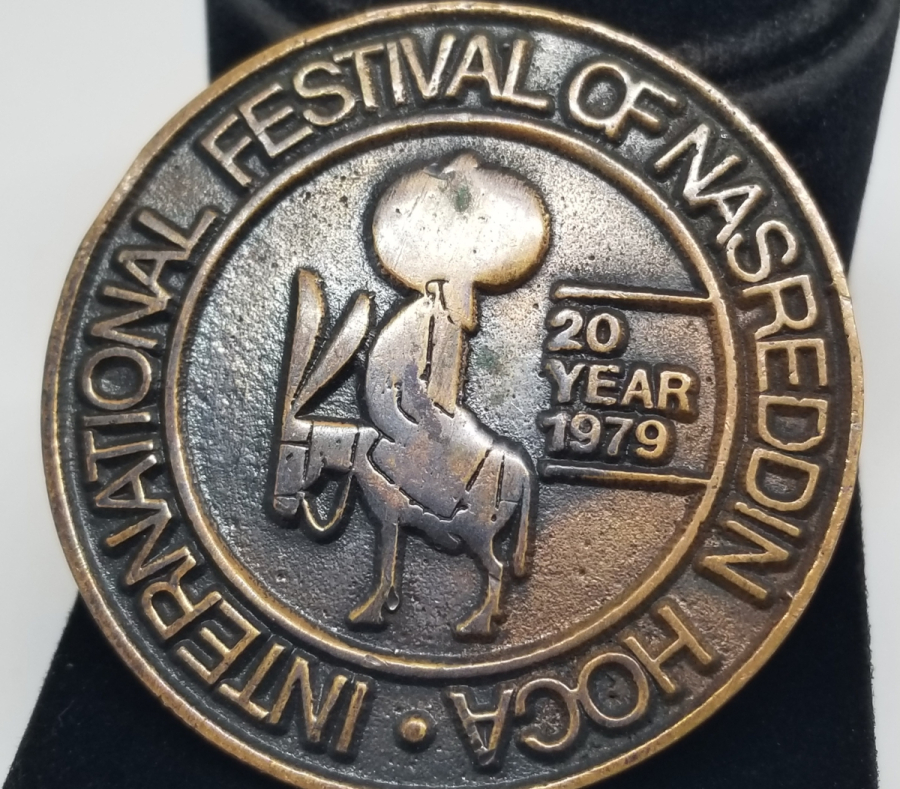 INTERNATIONAL FESTIVAL OF NASREDDIN HOCA •
20
YEAR
1979